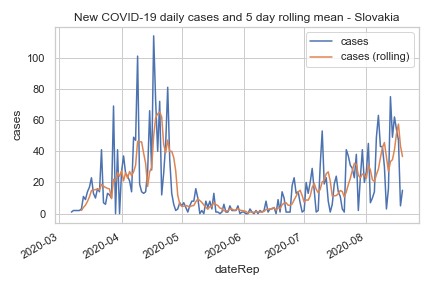 New COVID-19 daily cases and 5 day rolling mean - Slovakia
cases
cases (rolling)
cases
100
80
60
40
20
0
2020-03
2020-04
2020-05
2020-06
2020-07
2020-08
dateRep